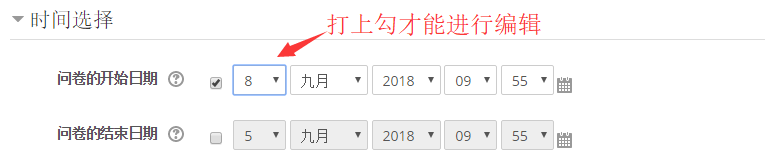 时间选择
打上勾才能进行编辑
问卷的开始日期 8 九月 2018 09 55
问卷的结束日期 5 九月 2018 09 55